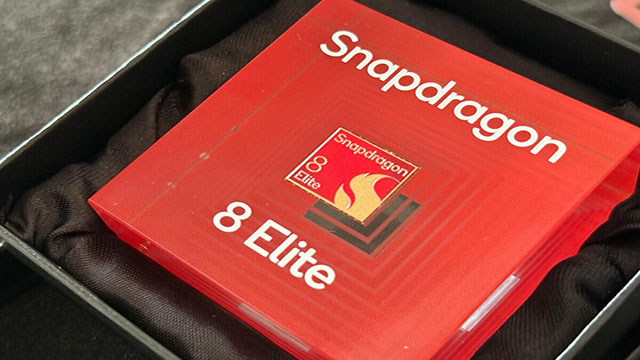 Snapdragon
Snapdragon
8
Elite
8 Elite